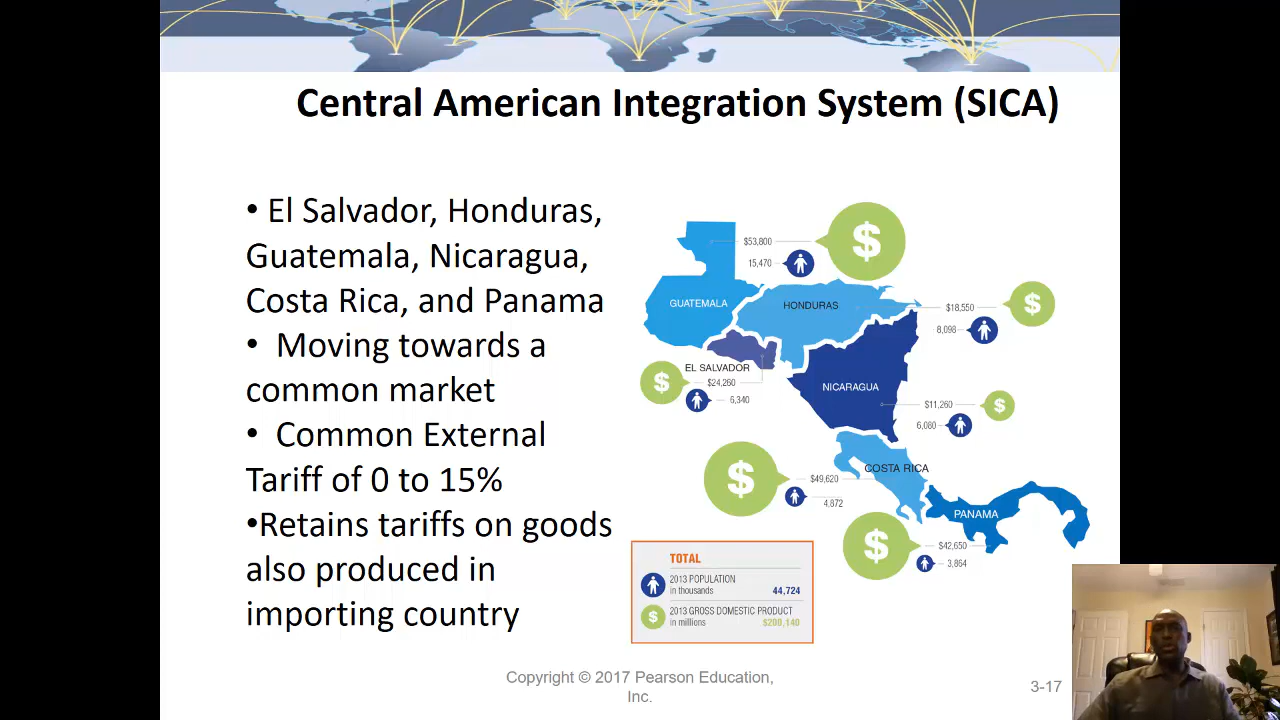 Central American Integration System (SICA)
• El Salvador, Honduras,
Guatemala, Nicaragua,
Costa Rica, and Panama
• Moving towards a
common market
• Common External
Tariff of 0 to 15%
•Retains tariffs on goods
also produced in
importing country
$53,800
15,470
GUATEMALA
HONDURAS
$18,550
8,098
EL SALVADOR
$24,260
6,340
NICARAGUA
$11,260
6,080
COSTA RICA
$49,620
4.872
PANAMA
$42,650
3,864
TOTAL
2013 POPULATION
in thousands 44,724
2013 GROSS DOMESTIC PRODUCT
in millions $200,140
Copyright © 2017 Pearson Education,
Inc.
3-17